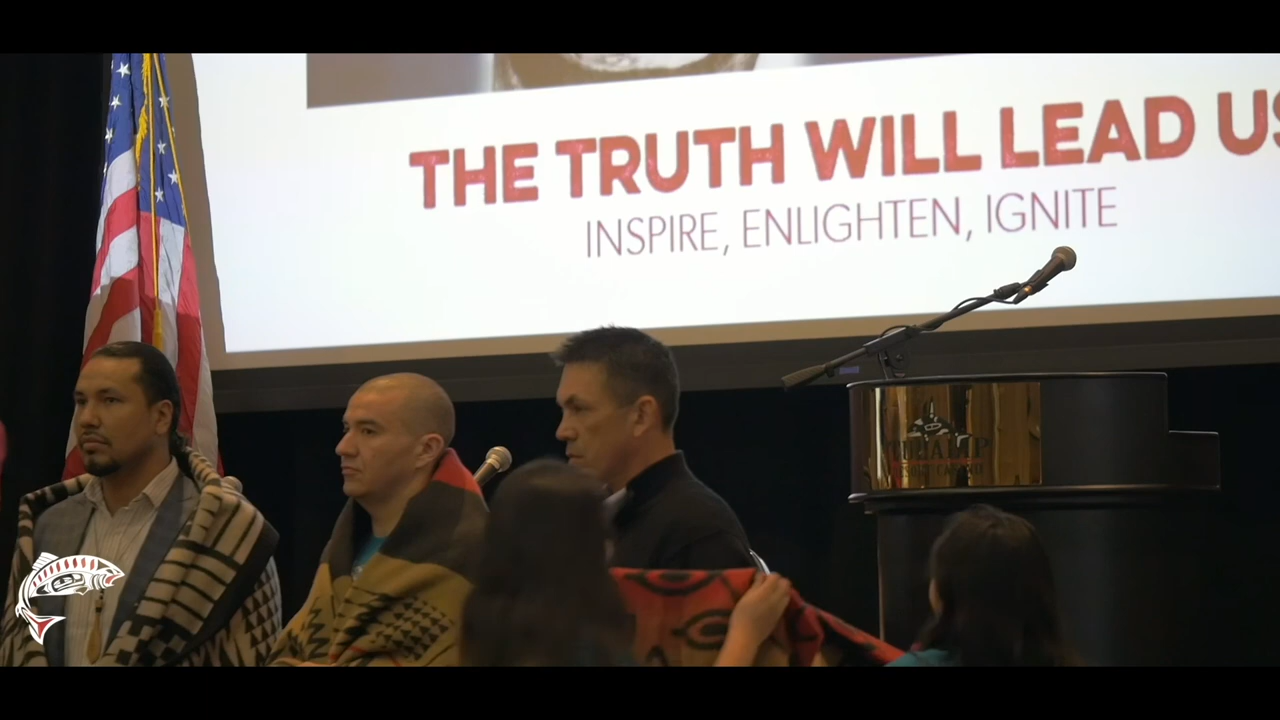 THE TRUTH WILL LEAD US
INSPIRE, ENLIGHTEN, IGNITE